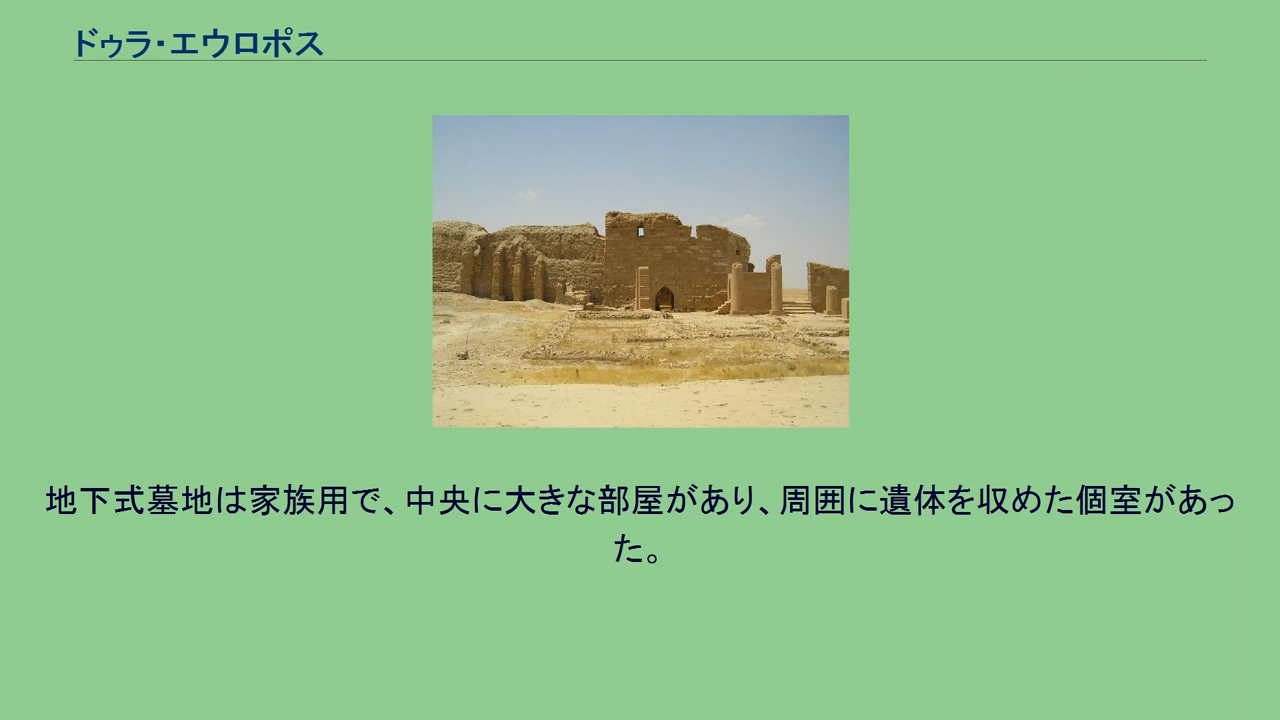 ドゥラ・エウロポス
地下式墓地は家族用で、中央に大きな部屋があり、周囲に遺体を収めた個室があっ
た。